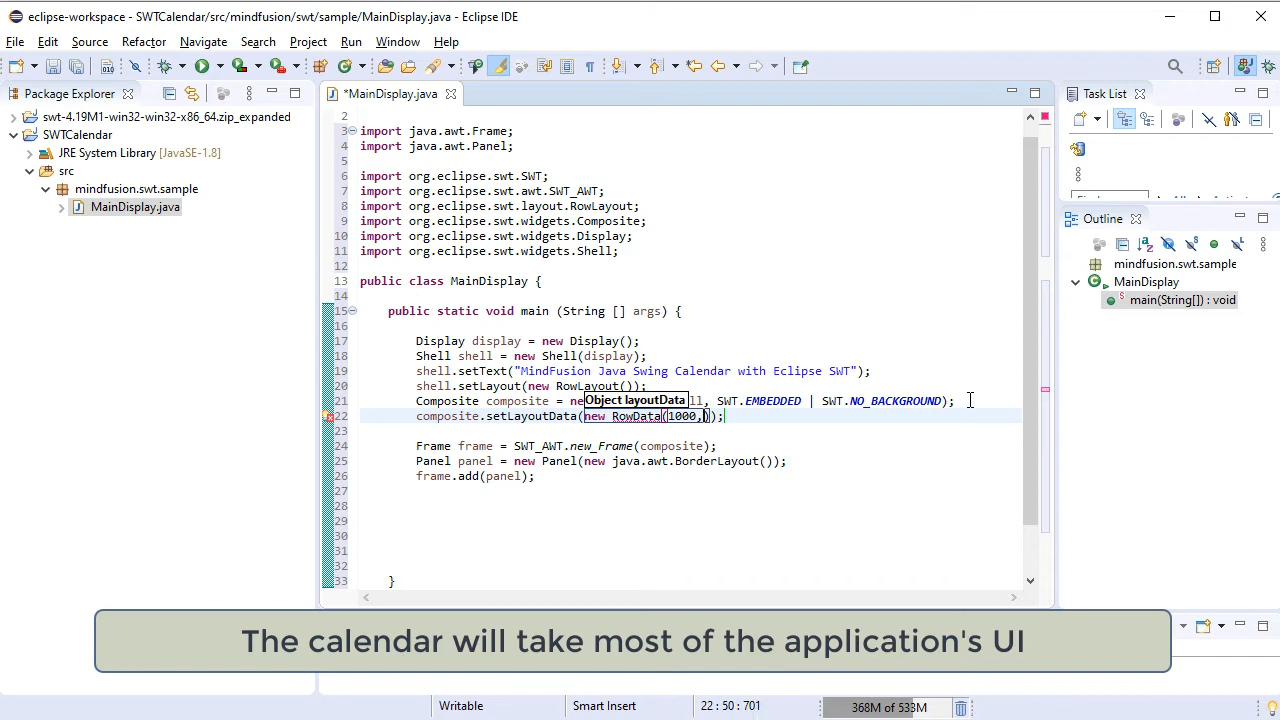 eclipse-workspace - SWTCalendar/src/mindfusion/swt/sample/MainDisplay.java - Eclipse IDE
File Edit Source Refactor Navigate Search Project Run Window Help
Package Explorer
swt-4.19M1-win32-win32-x86_64.zip_expanded
SWTCalendar
JRE System Library [JavaSE-1.8]
src
mindfusion.swt.sample
MainDisplay.java
*MainDisplay.java
2
3 import java.awt.Frame;
4 import java.awt.Panel;
5
6 import org.eclipse.swt.SWT;
7 import org.eclipse.swt.awt.SWT_AWT;
8 import org.eclipse.swt.layout.RowLayout;
9 import org.eclipse.swt.widgets.Composite;
10 import org.eclipse.swt.widgets.Display;
11 import org.eclipse.swt.widgets.Shell;
12
13 public class MainDisplay {
14
15 public static void main (String [] args) {
16
17 Display display = new Display();
18 Shell shell = new Shell(display);
19 shell.setText("MindFusion Java Swing Calendar with Eclipse SWT");
20 shell.setLayout(new RowLayout());
Object layoutData
21 Composite composite = ne ll, SWT.EMBEDDED | SWT.NO_BACKGROUND);
22 composite.setLayoutData(new RowData(1000,));
23
24 Frame frame = SWT_AWT.new_Frame(composite);
25 Panel panel = new Panel(new java.awt.BorderLayout());
26 frame.add(panel);
27
28
29
30
31
32
33 }
Task List
Outline
mindfusion.swt.sample
MainDisplay
main(String[]) : void
The calendar will take most of the application's UI
Writable Smart Insert 22 : 50 : 701 368M of 533M